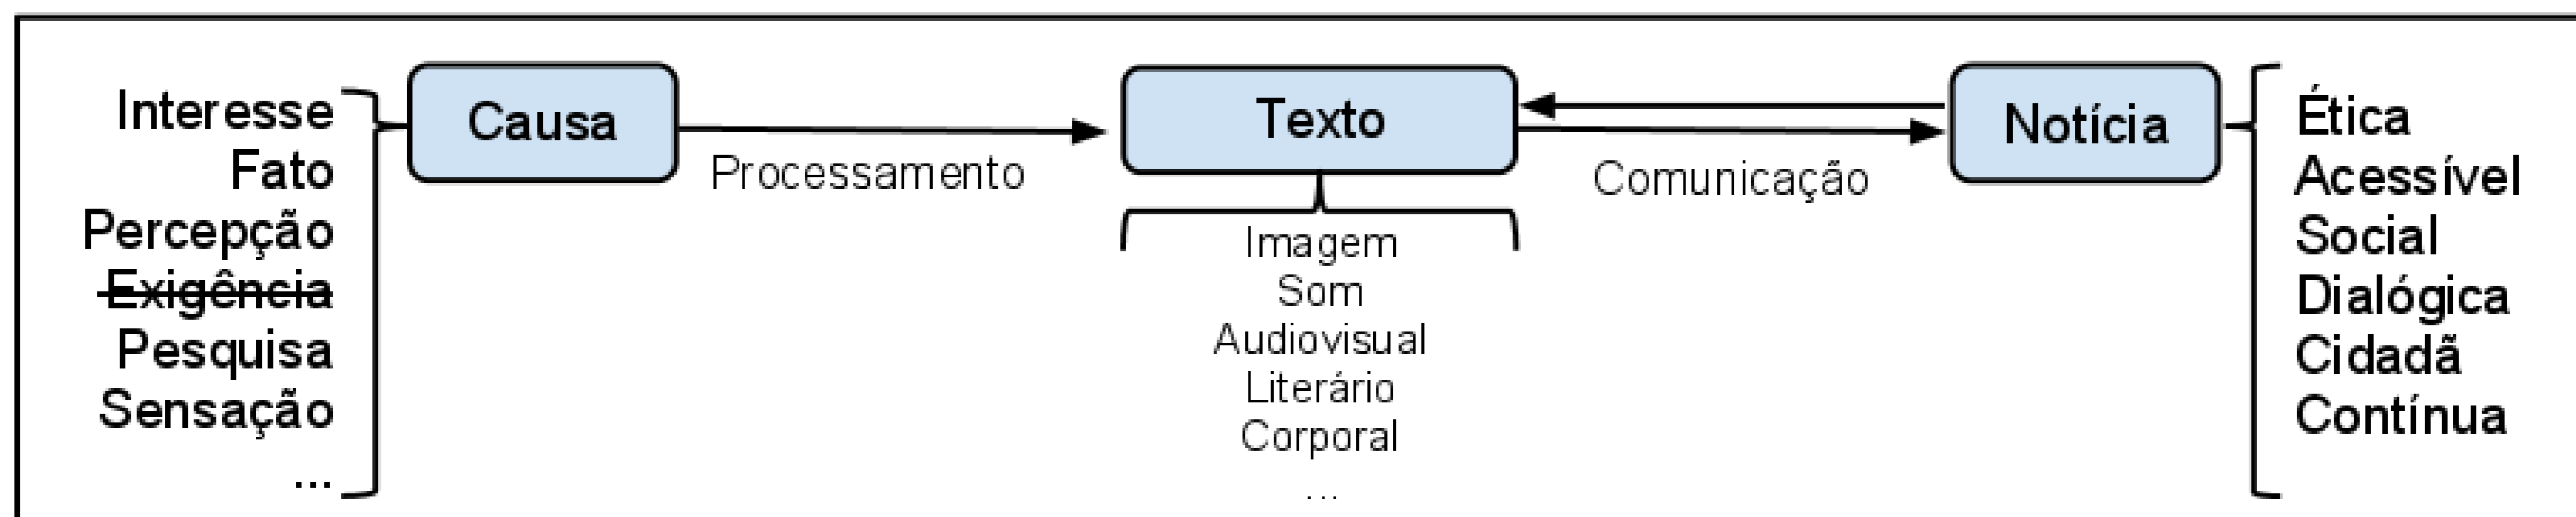 Interesse
Fato
Percepção
Exigência
Pesquisa
Sensação
...
Causa
Processamento
Texto
Imagem
Som
Audiovisual
Literário
Corporal
...
Comunicação
Notícia
Ética
Acessível
Social
Dialógica
Cidadã
Contínua